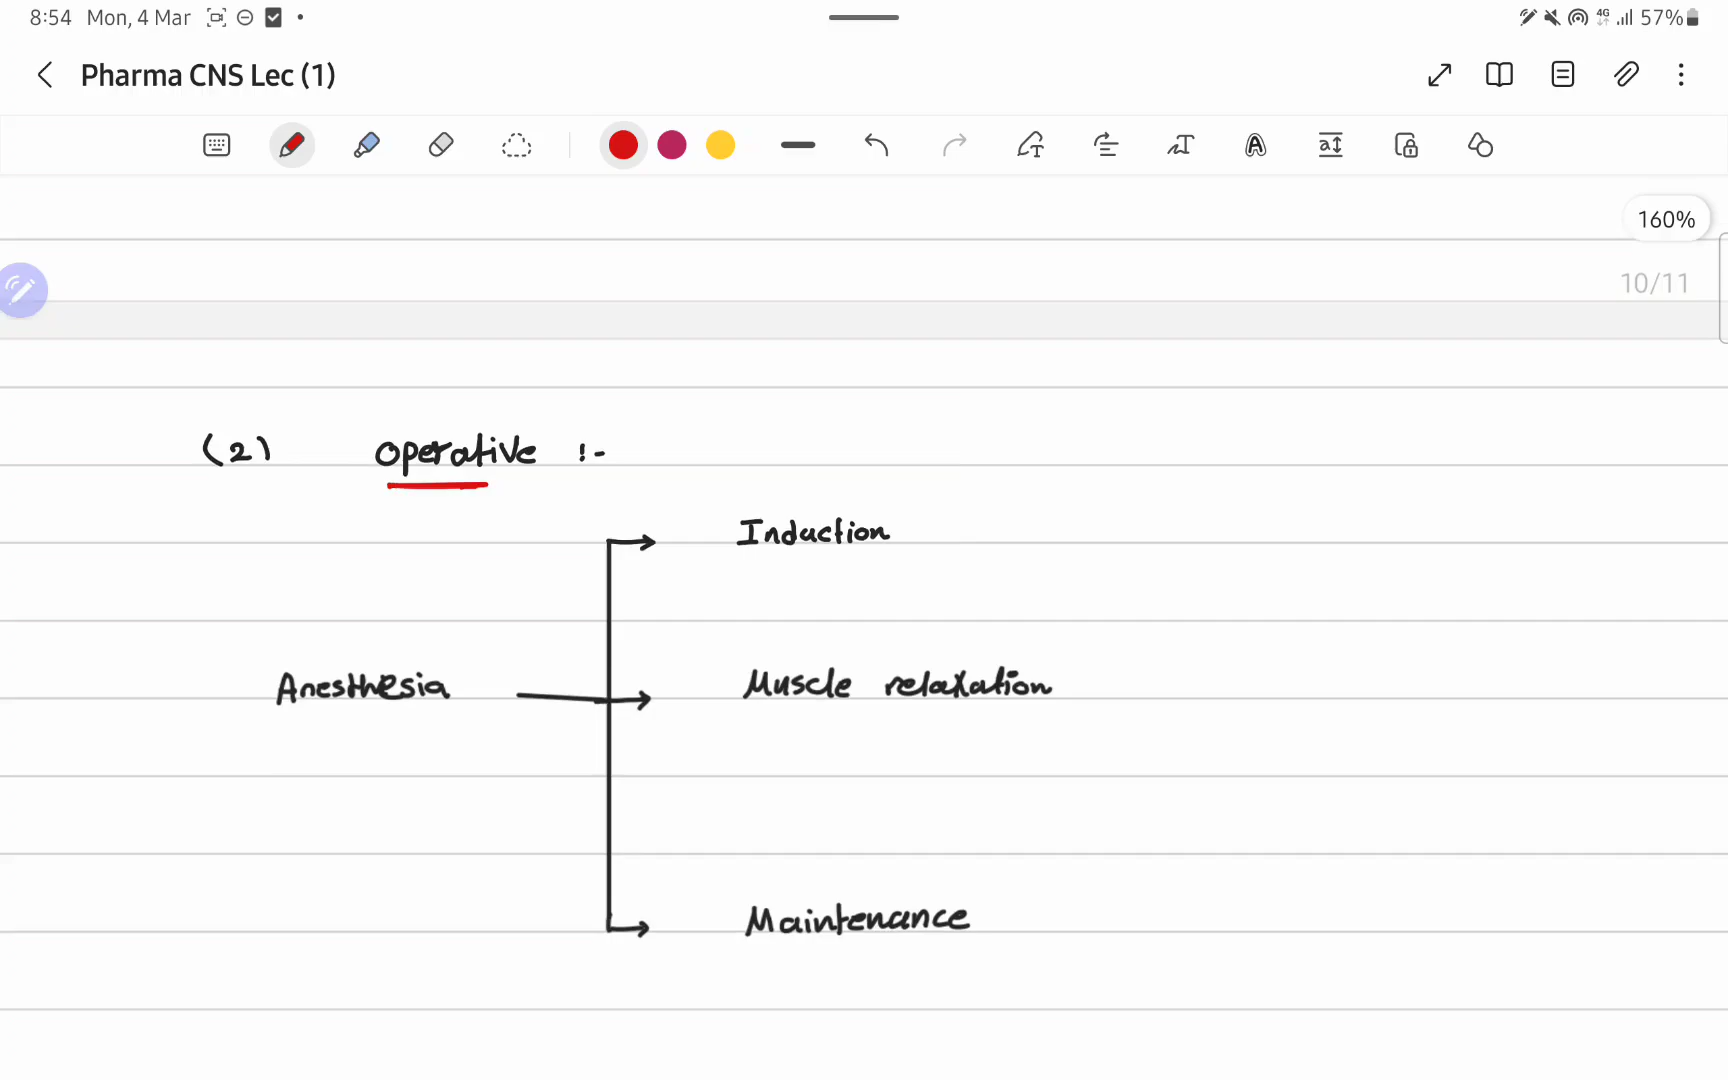 8:54 Mon, 4 Mar
4G 57%
Pharma CNS Lec (1)
160%
10/11
(2) operative :-
Induction
Anesthesia
Muscle relaxation
Maintenance